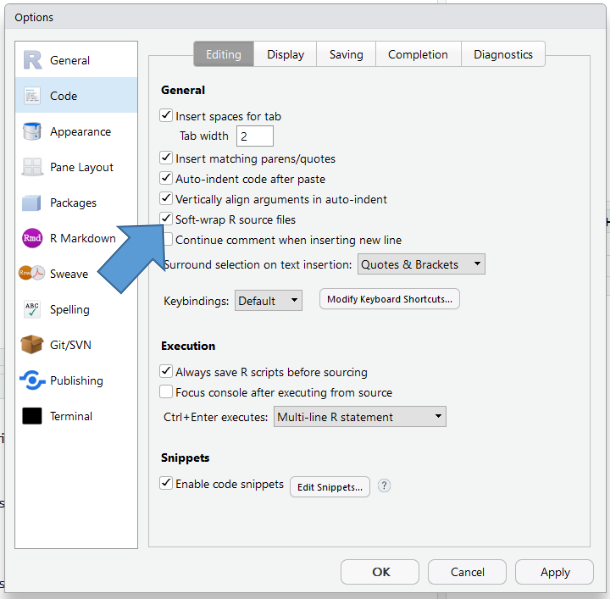 Options
General
Code
Appearance
Pane Layout
Packages
Rmd R Markdown
Rnw Sweave
ABC Spelling
Git/SVN
Publishing
Terminal
Editing Display Saving Completion Diagnostics
General
Insert spaces for tab
Tab width 2
Insert matching parens/quotes
Auto-indent code after paste
Vertically align arguments in auto-indent
Soft-wrap R source files
Continue comment when inserting new line
Surround selection on text insertion: Quotes & Brackets
Keybindings: Default Modify Keyboard Shortcuts...
Execution
Always save R scripts before sourcing
Focus console after executing from source
Ctrl+Enter executes: Multi-line R statement
Snippets
Enable code snippets Edit Snippets... ?
OK Cancel Apply